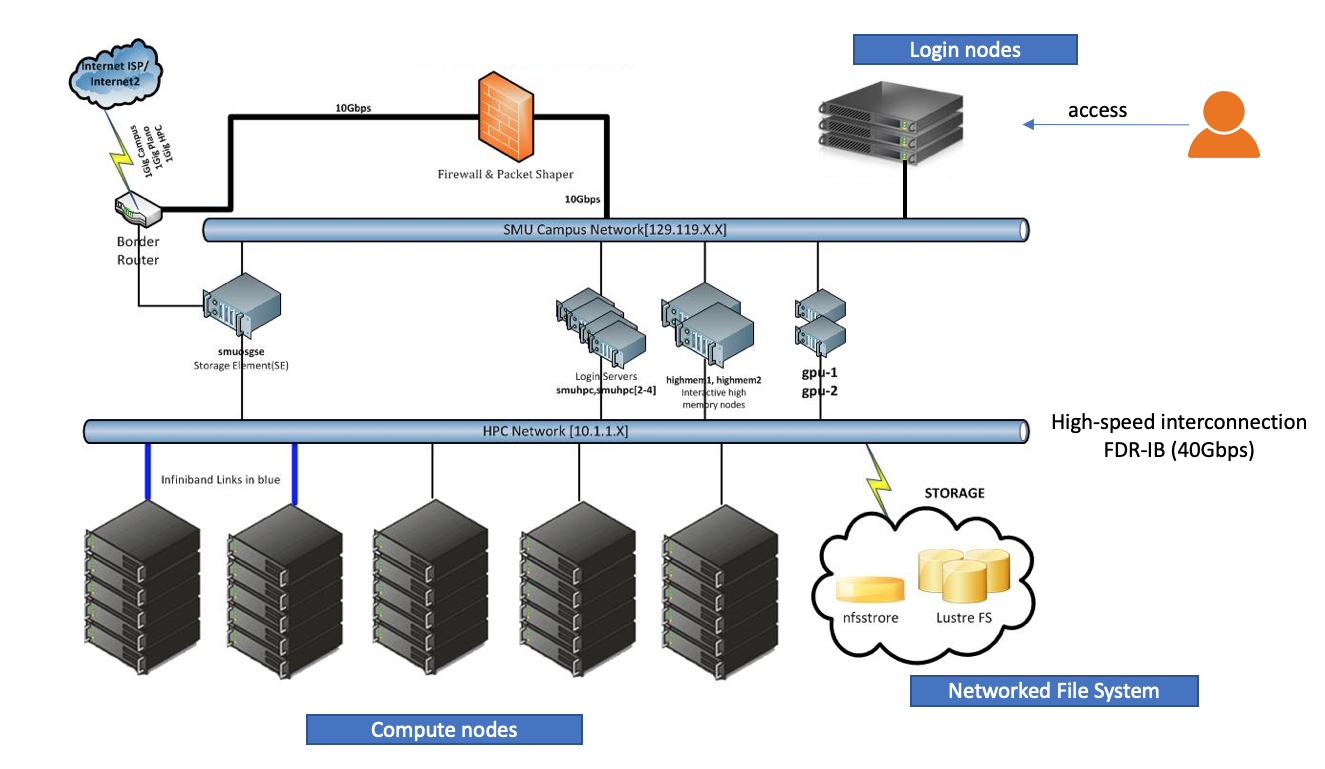 Login nodes
Internet ISP/
Internet2
access
10Gbps
1Gig Campus
1Gig Plano
1Gig HPC
Firewall & Packet Shaper
10Gbps
SMU Campus Network[129.119.X.X]
Border
Router
smuosgse
Storage Element(SE)
Login Servers
smuhpc,smuhpc[2-4]
highmem1, highmem2
Interactive high
memory nodes
gpu-1
gpu-2
HPC Network [10.1.1.X]
High-speed interconnection
FDR-IB (40Gbps)
Infiniband Links in blue
STORAGE
nfsstrore
Lustre FS
Networked File System
Compute nodes